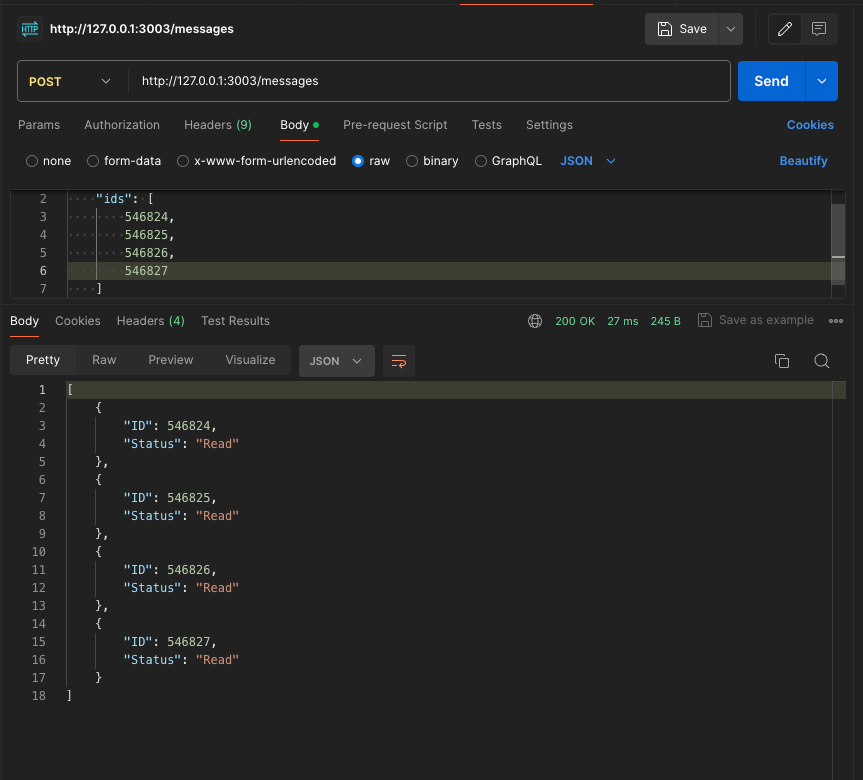 HTTP http://127.0.0.1:3003/messages Save
POST http://127.0.0.1:3003/messages Send
Params Authorization Headers (9) Body Pre-request Script Tests Settings Cookies
none form-data x-www-form-urlencoded raw binary GraphQL JSON Beautify
2 "ids": [
3 546824,
4 546825,
5 546826,
6 546827
7 ]
Body Cookies Headers (4) Test Results 200 OK 27 ms 245 B Save as example
Pretty Raw Preview Visualize JSON
1 [
2 {
3 "ID": 546824,
4 "Status": "Read"
5 },
6 {
7 "ID": 546825,
8 "Status": "Read"
9 },
10 {
11 "ID": 546826,
12 "Status": "Read"
13 },
14 {
15 "ID": 546827,
16 "Status": "Read"
17 }
18 ]